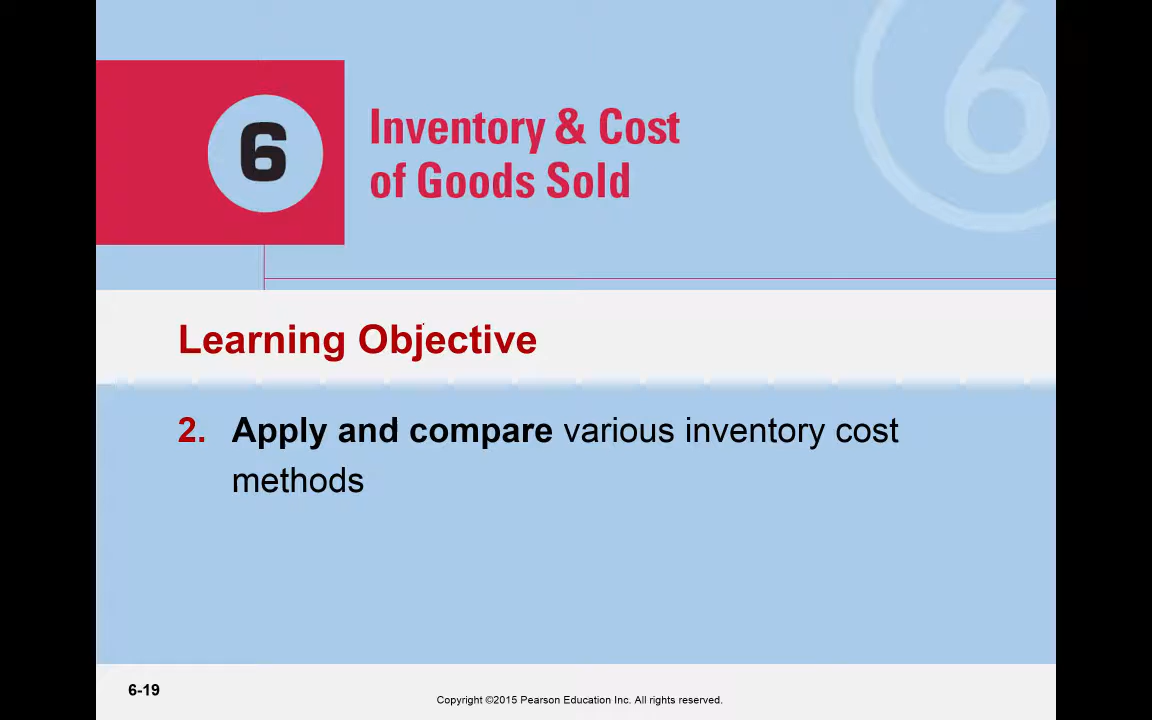 6
6
Inventory & Cost
of Goods Sold
Learning Objective
2. Apply and compare various inventory cost
methods
6-19
Copyright ©2015 Pearson Education Inc. All rights reserved.